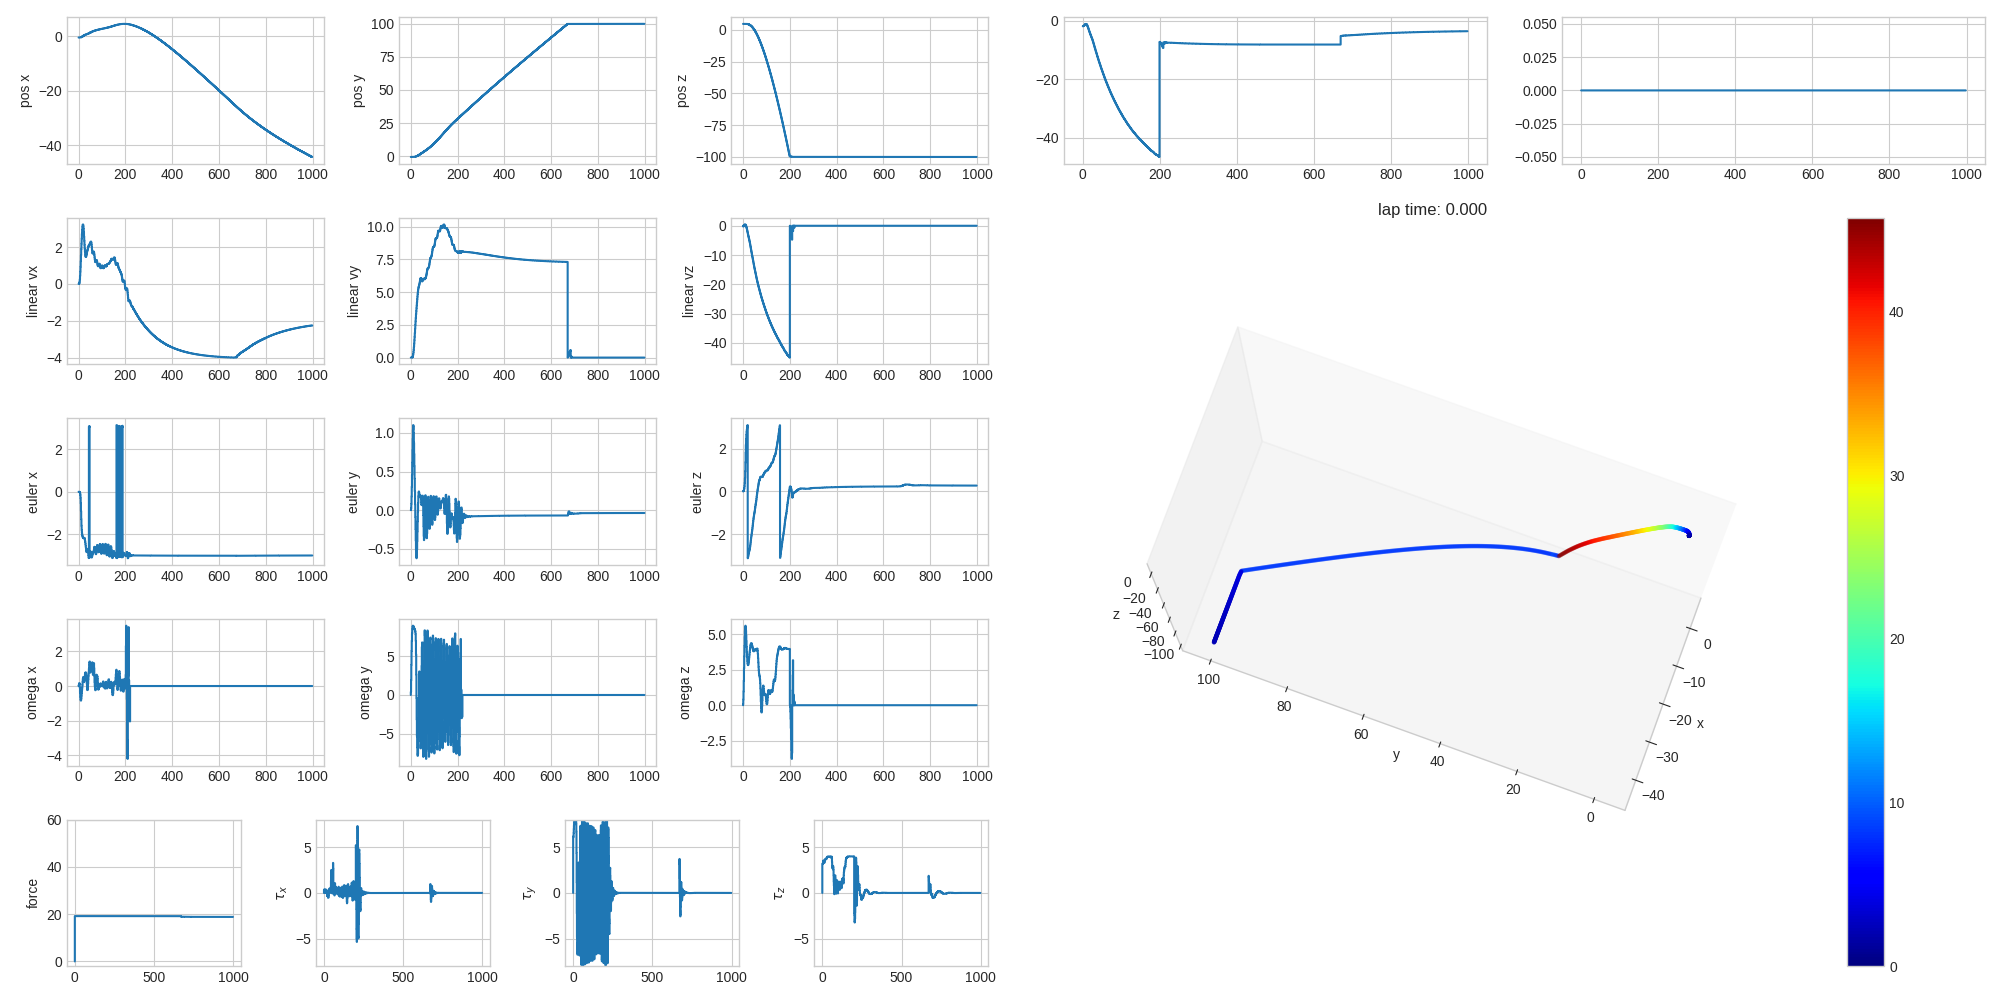 pos x
0
−20
−40
0 200 400 600 800 1000
pos y
100
75
50
25
0
0 200 400 600 800 1000
pos z
0
−25
−50
−75
−100
0 200 400 600 800 1000
0
−20
−40
0 200 400 600 800 1000
0.050
0.025
0.000
−0.025
−0.050
0 200 400 600 800 1000
linear vx
2
0
−2
−4
0 200 400 600 800 1000
linear vy
10.0
7.5
5.0
2.5
0.0
0 200 400 600 800 1000
linear vz
0
−10
−20
−30
−40
0 200 400 600 800 1000
lap time: 0.000
euler x
2
0
−2
0 200 400 600 800 1000
euler y
1.0
0.5
0.0
−0.5
0 200 400 600 800 1000
euler z
2
0
−2
0 200 400 600 800 1000
omega x
2
0
−2
−4
0 200 400 600 800 1000
omega y
5
0
−5
0 200 400 600 800 1000
omega z
5.0
2.5
0.0
−2.5
0 200 400 600 800 1000
force
60
40
20
0
0 500 1000
τx
5
0
−5
0 500 1000
τy
5
0
−5
0 500 1000
τz
5
0
−5
0 500 1000
z
0
−20
−40
−60
−80
−100
y
100
80
60
40
20
0
x
0
−10
−20
−30
−40
40
30
20
10
0